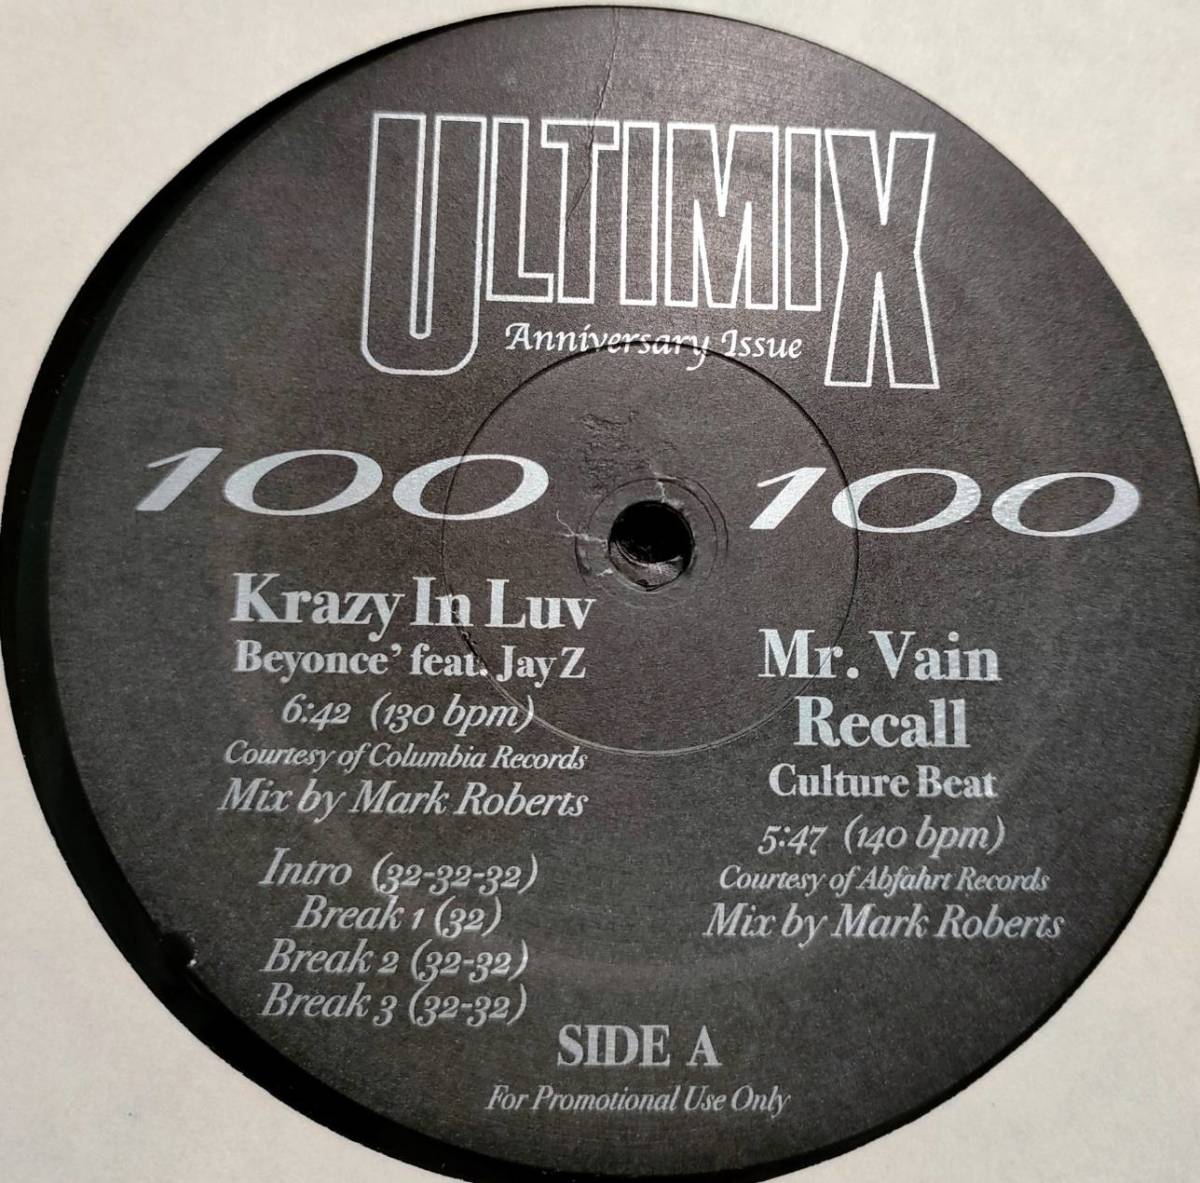 ULTIMIX
Anniversary Issue
100
100
Krazy In Luv
Beyonce' feat. Jay Z
6:42 (130 bpm)
Courtesy of Columbia Records
Mix by Mark Roberts
Intro (32-32-32)
Break 1 (32)
Break 2 (32-32)
Break 3 (32-32)
Mr. Vain
Recall
Culture Beat
5:47 (140 bpm)
Courtesy of Abfahrt Records
Mix by Mark Roberts
SIDE A
For Promotional Use Only